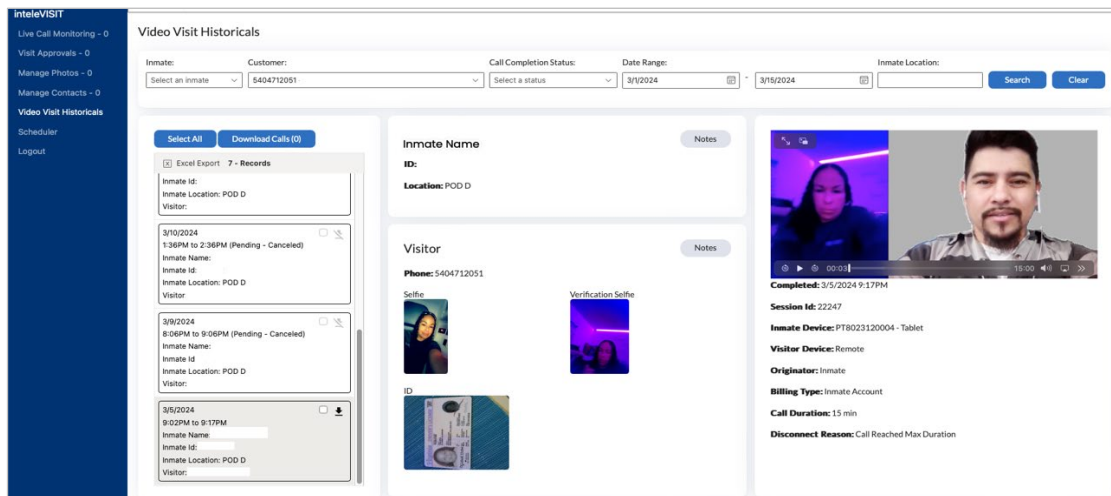 inteleVISIT
Live Call Monitoring - 0
Visit Approvals - 0
Manage Photos - 0
Manage Contacts - 0
Video Visit Historicals
Scheduler
Logout
Video Visit Historicals
Inmate:
Select an inmate
Customer:
5404712051
Call Completion Status:
Select a status
Date Range:
3/1/2024
-
3/15/2024
Inmate Location:
Search
Clear
Select All
Download Calls (0)
Excel Export 7 - Records
Inmate Id:
Inmate Location: POD D
Visitor:
3/10/2024
1:36PM to 2:36PM (Pending - Canceled)
Inmate Name:
Inmate Id:
Inmate Location: POD D
Visitor
3/9/2024
8:06PM to 9:06PM (Pending - Canceled)
Inmate Name:
Inmate Id
Inmate Location: POD D
Visitor:
3/5/2024
9:02PM to 9:17PM
Inmate Name
Inmate Id:
Inmate Location: POD D
Visitor:
Inmate Name
Notes
ID:
Location: POD D
Visitor
Notes
Phone: 5404712051
Selfie
Verification Selfie
ID
00:03
15:00
Completed: 3/5/2024 9:17PM
Session Id: 22247
Inmate Device: PT8023120004 - Tablet
Visitor Device: Remote
Originator: Inmate
Billing Type: Inmate Account
Call Duration: 15 min
Disconnect Reason: Call Reached Max Duration